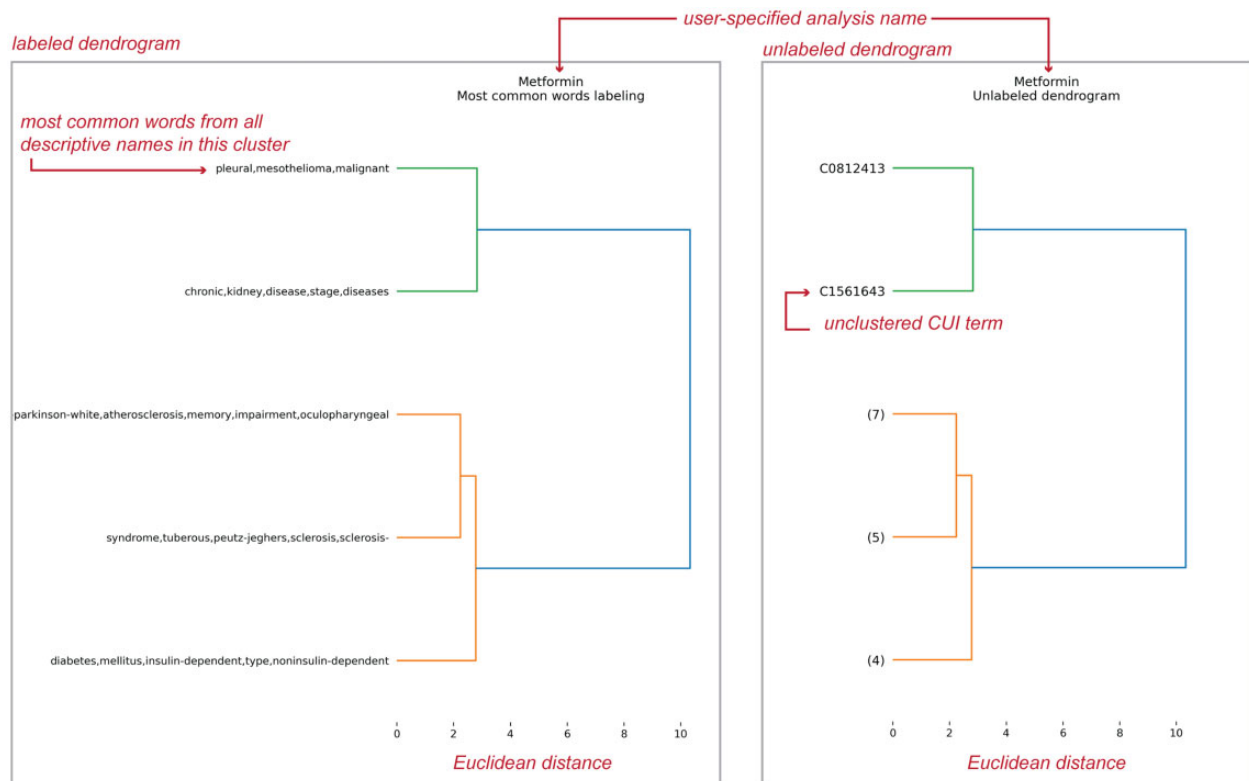 user-specified analysis name
labeled dendrogram
unlabeled dendrogram
Metformin
Most common words labeling
most common words from all
descriptive names in this cluster
pleural,mesothelioma,malignant
chronic,kidney,disease,stage,diseases
-parkinson-white,atherosclerosis,memory,impairment,oculopharyngeal
syndrome,tuberous,peutz-jeghers,sclerosis,sclerosis-
diabetes,mellitus,insulin-dependent,type,noninsulin-dependent
0 2 4 6 8 10
Euclidean distance
Metformin
Unlabeled dendrogram
C0812413
C1561643
unclustered CUI term
(7)
(5)
(4)
0 2 4 6 8 10
Euclidean distance